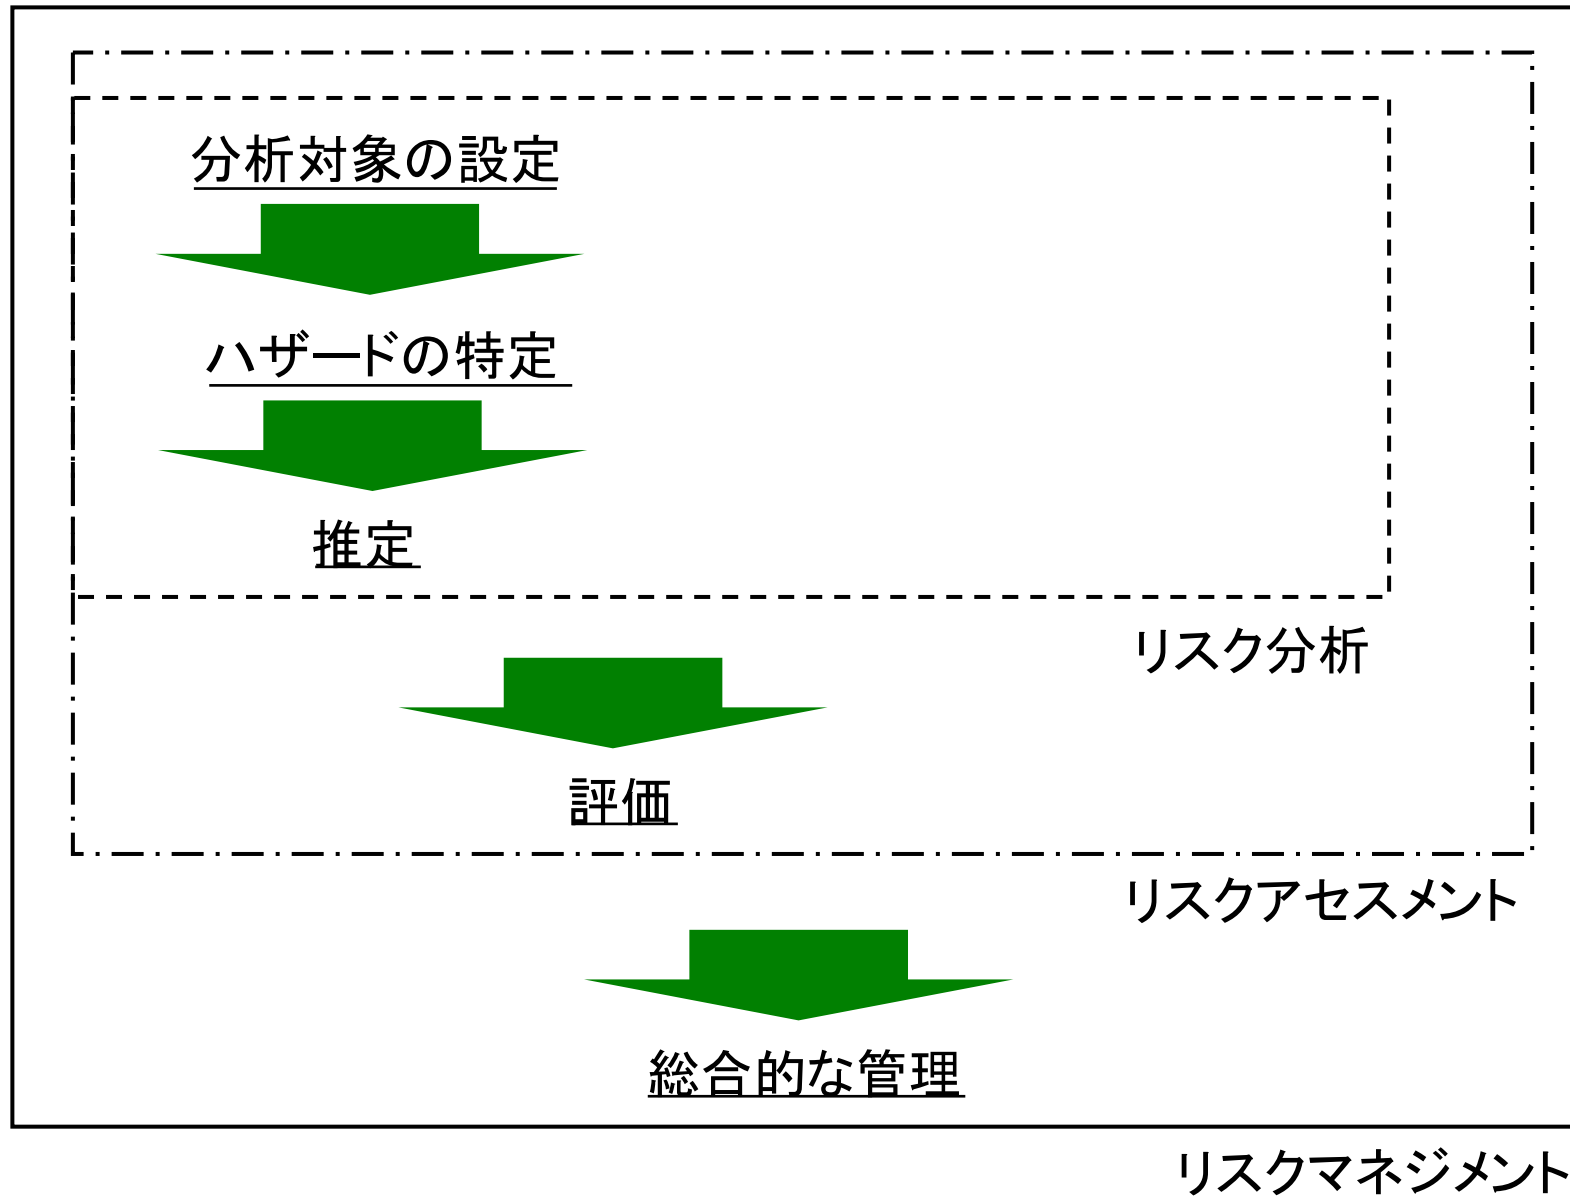 分析対象の設定
ハザードの特定
推定
リスク分析
評価
リスクアセスメント
総合的な管理
リスクマネジメント